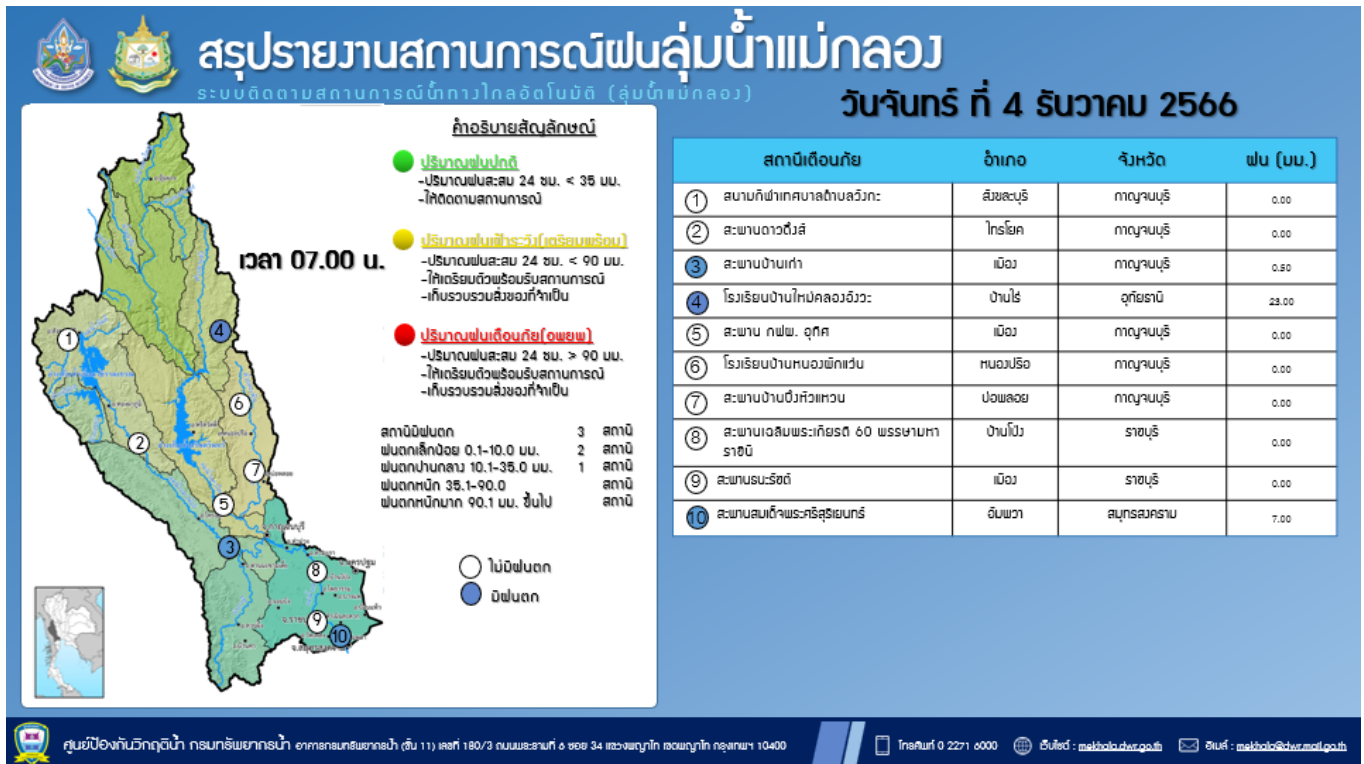 สรุปรายงานสถานการณ์ฝนลุ่มน้ำแม่กลอง
ระบบติดตามสถานการณ์น้ำทางไกลอัตโนมัติ (ลุ่มน้ำแม่กลอง)
วันจันทร์ ที่ 4 ธันวาคม 2566
คำอธิบายสัญลักษณ์
ปริมาณฝนปกติ
-ปริมาณฝนสะสม 24 ชม. < 35 มม.
-ให้ติดตามสถานการณ์
ปริมาณฝนเฝ้าระวัง(เตรียมพร้อม)
-ปริมาณฝนสะสม 24 ชม. < 90 มม.
-ให้เตรียมตัวพร้อมรับสถานการณ์
-เก็บรวบรวมสิ่งของที่จำเป็น
ปริมาณฝนเตือนภัย(อพยพ)
-ปริมาณฝนสะสม 24 ชม. > 90 มม.
-ให้เตรียมตัวพร้อมรับสถานการณ์
-เก็บรวบรวมสิ่งของที่จำเป็น
เวลา 07.00 น.
1
4
6
2
7
5
3
8
9
10
สถานีมีฝนตก 3 สถานี
ฝนตกเล็กน้อย 0.1-10.0 มม. 2 สถานี
ฝนตกปานกลาง 10.1-35.0 มม. 1 สถานี
ฝนตกหนัก 35.1-90.0 สถานี
ฝนตกหนักมาก 90.1 มม. ขึ้นไป สถานี
ไม่มีฝนตก
มีฝนตก
สถานีเตือนภัย อำเภอ จังหวัด ฝน (มม.)
1 สนามกีฬาเทศบาลตำบลวังกะ สังขละบุรี กาญจนบุรี 0.00
2 สะพานดาวดึงส์ ไทรโยค กาญจนบุรี 0.00
3 สะพานบ้านเก่า เมือง กาญจนบุรี 0.50
4 โรงเรียนบ้านใหม่คลองอังวะ บ้านไร่ อุทัยธานี 23.00
5 สะพาน กฟผ. อุทิศ เมือง กาญจนบุรี 0.00
6 โรงเรียนบ้านหนองผักแว่น หนองปรือ กาญจนบุรี 0.00
7 สะพานบ้านปึงหัวแหวน บ่อพลอย กาญจนบุรี 0.00
8 สะพานเฉลิมพระเกียรติ 60 พรรษามหา บ้านโป่ง ราชบุรี 0.00
ราชินี
9 สะพานธนะรัชต์ เมือง ราชบุรี 0.00
10 สะพานสมเด็จพระศรีสุริเยนทร์ อัมพวา สมุทรสงคราม 7.00
ศูนย์ป้องกันวิกฤติน้ำ กรมทรัพยากรน้ำ อาคารกรมทรัพยากรน้ำ (ชั้น 11) เลขที่ 180/3 ถนนพระรามที่ 6 ซอย 34 แขวงพญาไท เขตพญาไท กรุงเทพฯ 10400
โทรศัพท์ 0 2271 6000 เว็บไซต์ : mekhala.dwr.go.th อีเมล์ : mekhala@dwr.mail.go.th